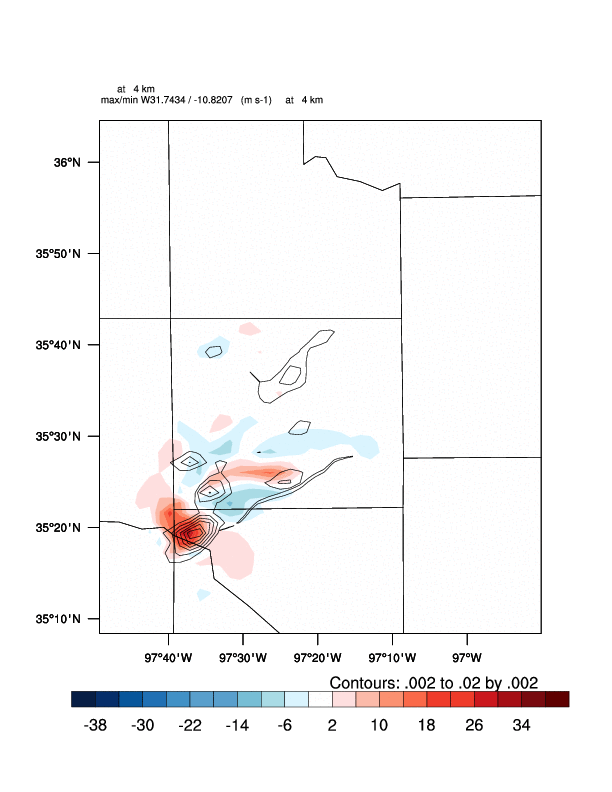 at 4 km
max/min W31.7434 / -10.8207 (m s-1) at 4 km
36°N
35°50'N
35°40'N
35°30'N
35°20'N
35°10'N
97°40'W 97°30'W 97°20'W 97°10'W 97°W
Contours: .002 to .02 by .002
-38 -30 -22 -14 -6 2 10 18 26 34